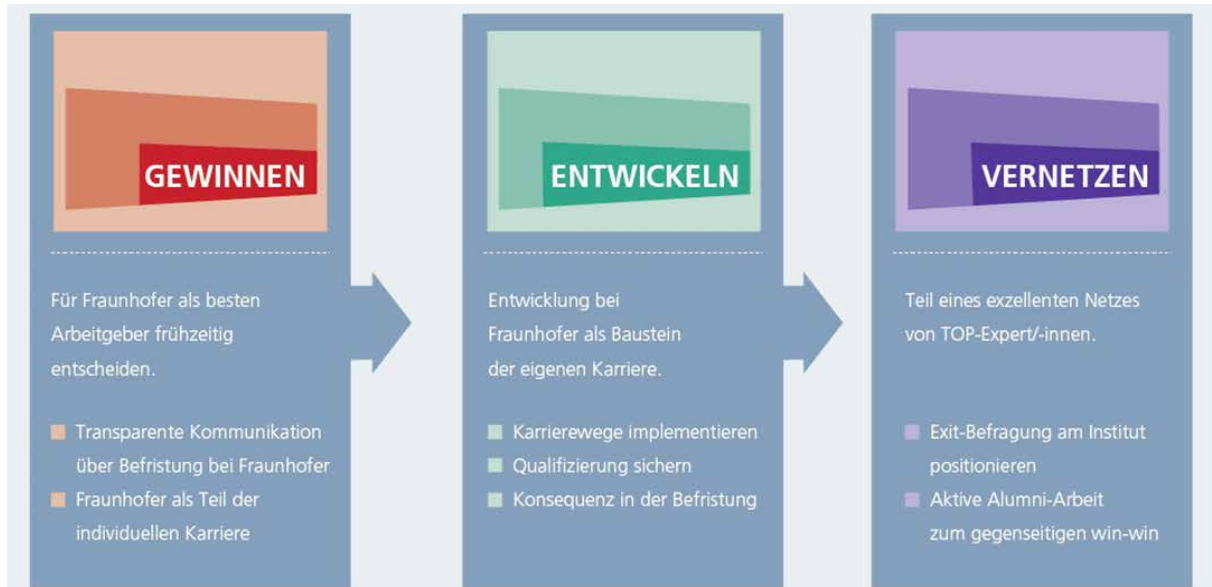 GEWINNEN
Für Fraunhofer als besten
Arbeitgeber frühzeitig
entscheiden.
Transparente Kommunikation
über Befristung bei Fraunhofer
Fraunhofer als Teil der
individuellen Karriere
ENTWICKELN
Entwicklung bei
Fraunhofer als Baustein
der eigenen Karriere.
Karrierewege implementieren
Qualifizierung sichern
Konsequenz in der Befristung
VERNETZEN
Teil eines exzellenten Netzes
von TOP-Expert/-innen.
Exit-Befragung am Institut
positionieren
Aktive Alumni-Arbeit
zum gegenseitigen win-win